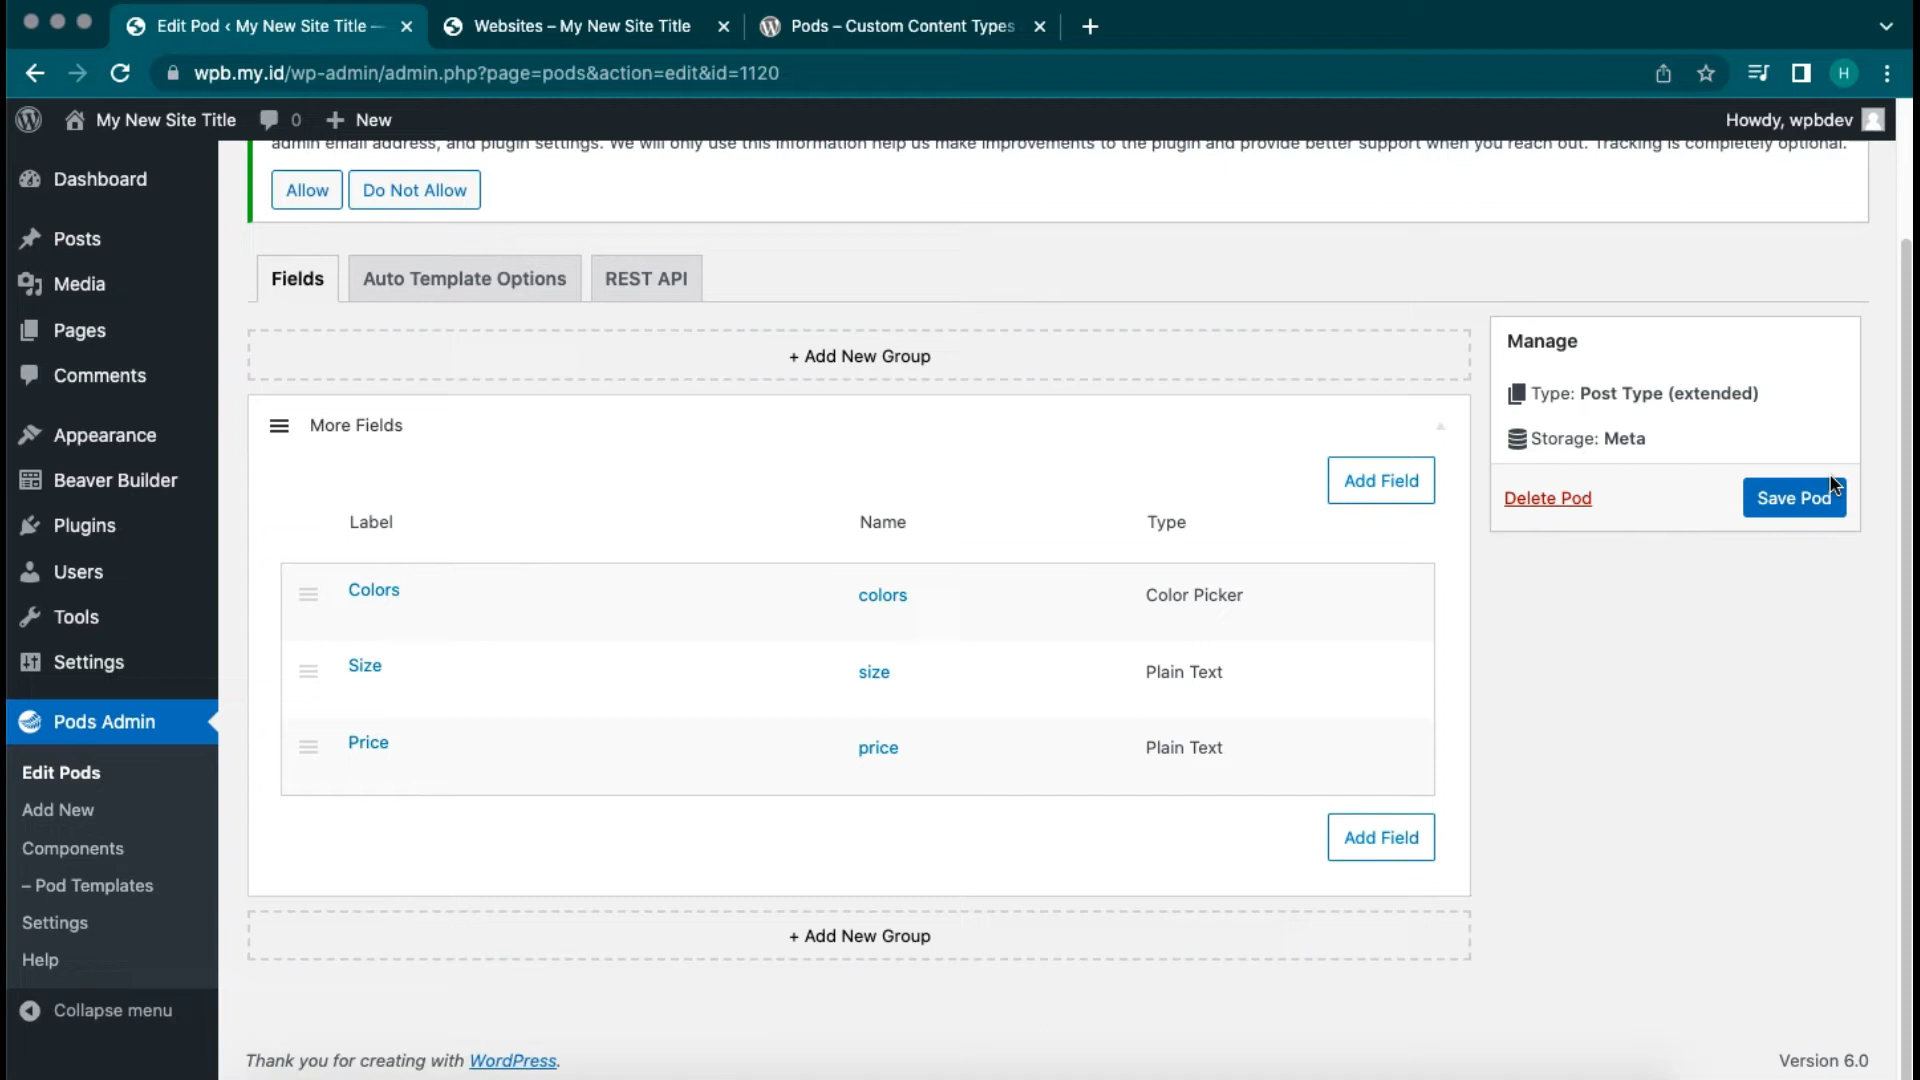 Edit Pod ‹ My New Site Title —
Websites – My New Site Title
Pods – Custom Content Types
wpb.my.id/wp-admin/admin.php?page=pods&action=edit&id=1120
H
My New Site Title
0
New
Howdy, wpbdev
admin email address, and plugin settings. We will only use this information help us make improvements to the plugin and provide better support when you reach out. Tracking is completely optional.
Allow
Do Not Allow
Dashboard
Posts
Media
Pages
Comments
Appearance
Beaver Builder
Plugins
Users
Tools
Settings
Pods Admin
Edit Pods
Add New
Components
– Pod Templates
Settings
Help
Collapse menu
Fields
Auto Template Options
REST API
+ Add New Group
More Fields
Add Field
Label Name Type
Colors colors Color Picker
Size size Plain Text
Price price Plain Text
Add Field
+ Add New Group
Manage
Type: Post Type (extended)
Storage: Meta
Delete Pod
Save Pod
Thank you for creating with WordPress.
Version 6.0